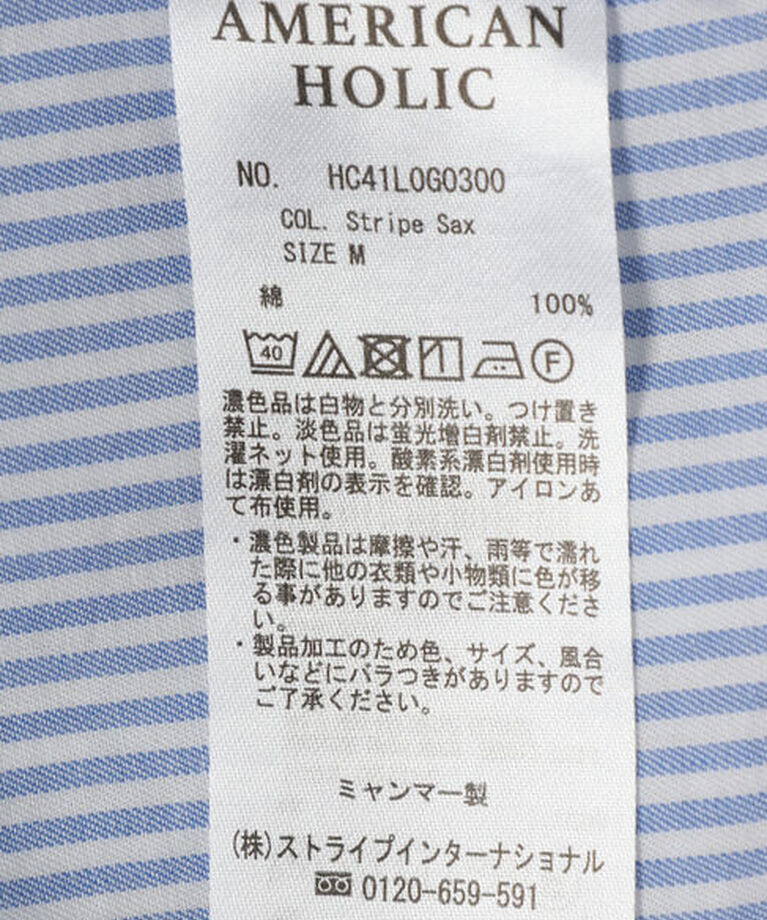 AMERICAN
HOLIC
NO. HC41L0G0300
COL. Stripe Sax
SIZE M
綿 100%
40 F
濃色品は白物と分別洗い。つけ置き
禁止。淡色品は蛍光増白剤禁止。洗
濯ネット使用。酸素系漂白剤使用時
は漂白剤の表示を確認。アイロンあ
て布使用。
・濃色製品は摩擦や汗、雨等で濡れ
た際に他の衣類や小物類に色が移
る事がありますのでご注意くださ
い。
・製品加工のため色、サイズ、風合
いなどにバラつきがありますので
ご了承ください。
ミャンマー製
(株)ストライプインターナショナル
0120-659-591